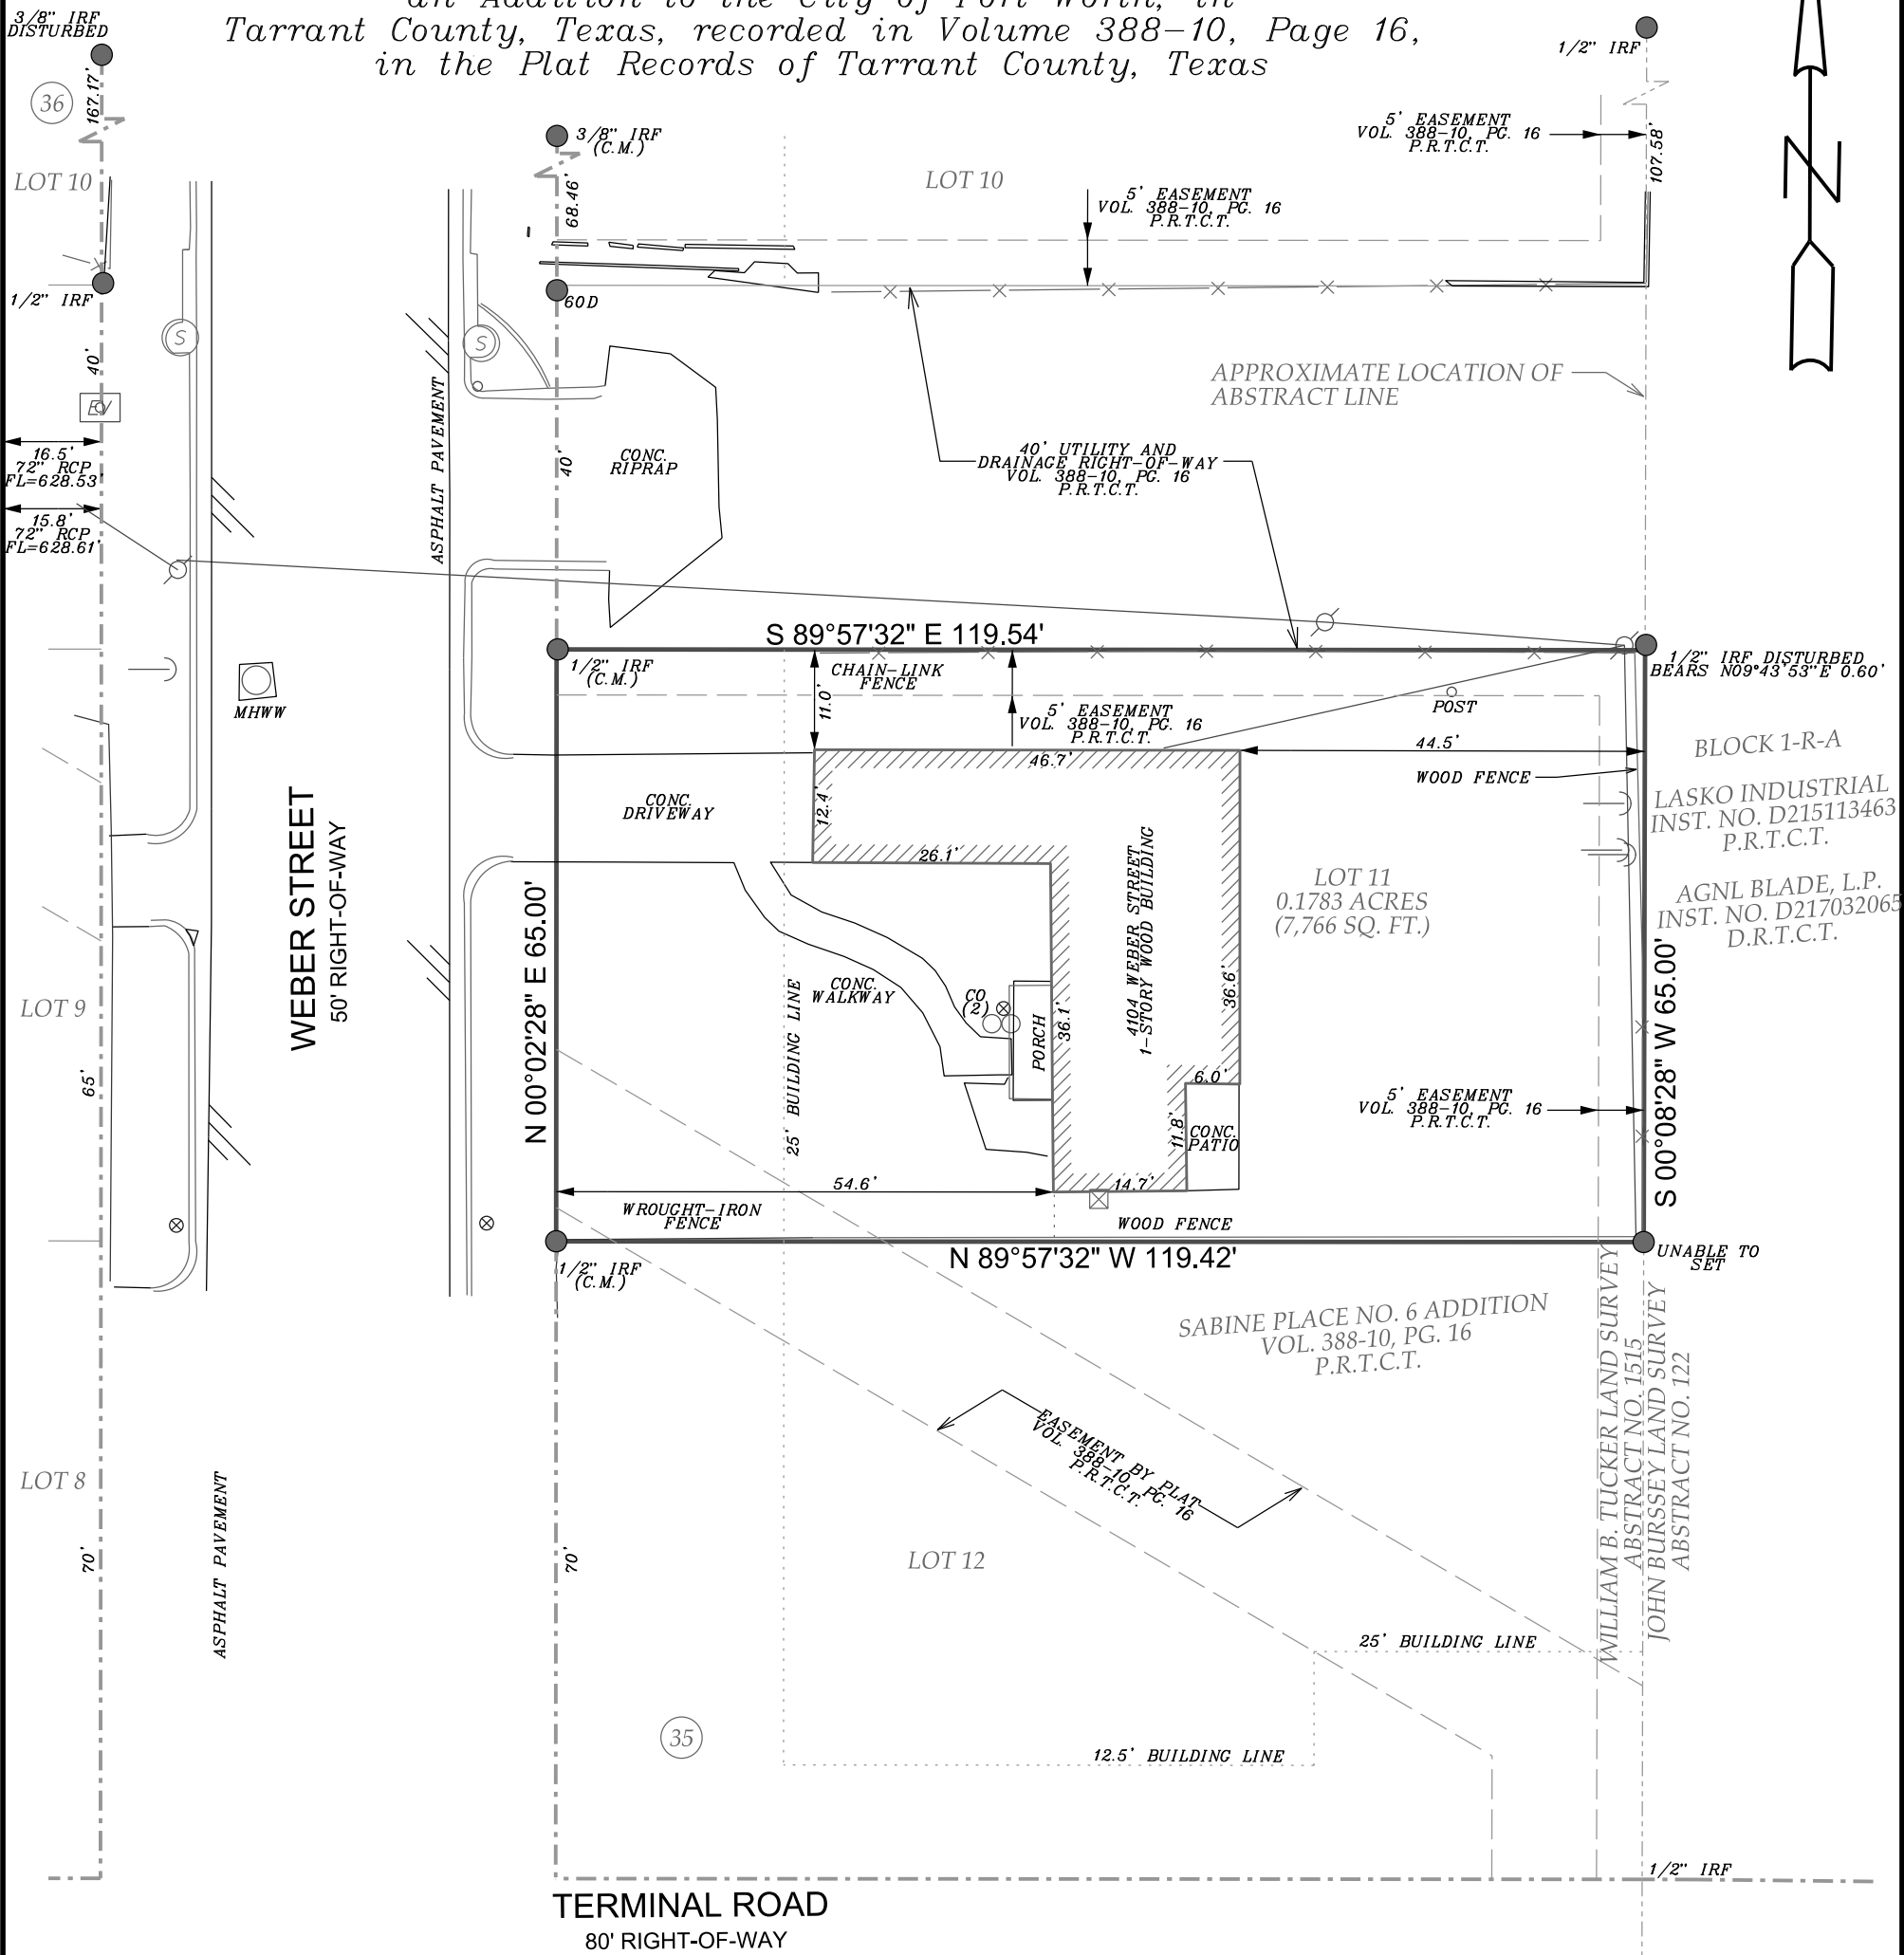 an Addition to the City of Fort Worth, in
Tarrant County, Texas, recorded in Volume 388-10, Page 16,
in the Plat Records of Tarrant County, Texas
3/8" IRF
DISTURBED
167.17'
36
LOT 10
1/2" IRF
40'
EV
16.5'
72" RCP
FL=628.53'
15.8'
72" RCP
FL=628.61'
S
S
ASPHALT PAVEMENT
3/8" IRF
(C.M.)
68.46'
60D
LOT 10
5' EASEMENT
VOL. 388-10, PG. 16
P.R.T.C.T.
5' EASEMENT
VOL. 388-10, PG. 16
P.R.T.C.T.
1/2" IRF
107.58'
N
APPROXIMATE LOCATION OF
ABSTRACT LINE
40'
CONC.
RIPRAP
40' UTILITY AND
DRAINAGE RIGHT-OF-WAY
VOL. 388-10, PG. 16
P.R.T.C.T.
S 89°57'32" E 119.54'
1/2" IRF
(C.M.)
11.0'
CHAIN-LINK
FENCE
5' EASEMENT
VOL. 388-10, PG. 16
P.R.T.C.T.
POST
1/2" IRF DISTURBED
BEARS N09°43'53"E 0.60'
MHWW
46.7'
44.5'
WOOD FENCE
BLOCK 1-R-A
LASKO INDUSTRIAL
INST. NO. D215113463
P.R.T.C.T.
AGNL BLADE, L.P.
INST. NO. D217032065
D.R.T.C.T.
CONC.
DRIVEWAY
12.4'
26.1'
4104 WEBER STREET
1-STORY WOOD BUILDING
LOT 11
0.1783 ACRES
(7,766 SQ. FT.)
WEBER STREET
50' RIGHT-OF-WAY
N 00°02'28" E 65.00'
25' BUILDING LINE
CONC.
WALKWAY
CO
(2)
PORCH
36.1'
36.6'
6.0'
11.8'
CONC.
PATIO
5' EASEMENT
VOL. 388-10, PG. 16
P.R.T.C.T.
S 00°08'28" W 65.00'
LOT 9
65'
54.6'
14.7'
WROUGHT-IRON
FENCE
WOOD FENCE
N 89°57'32" W 119.42'
1/2" IRF
(C.M.)
UNABLE TO
SET
SABINE PLACE NO. 6 ADDITION
VOL. 388-10, PG. 16
P.R.T.C.T.
WILLIAM B. TUCKER LAND SURVEY
ABSTRACT NO. 1515
JOHN BURSSEY LAND SURVEY
ABSTRACT NO. 122
EASEMENT BY PLAT
VOL. 388-10, PG. 16
P.R.T.C.T.
LOT 8
70'
ASPHALT PAVEMENT
70'
LOT 12
25' BUILDING LINE
35
12.5' BUILDING LINE
1/2" IRF
TERMINAL ROAD
80' RIGHT-OF-WAY